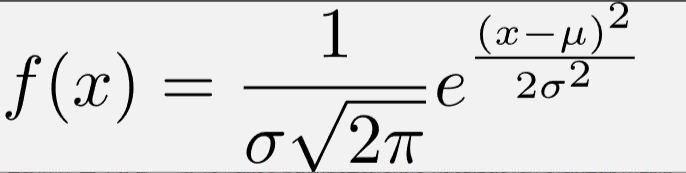 f(x) = \frac{1}{\sigma\sqrt{2\pi}} e^{\frac{(x-\mu)^2}{2\sigma^2}}